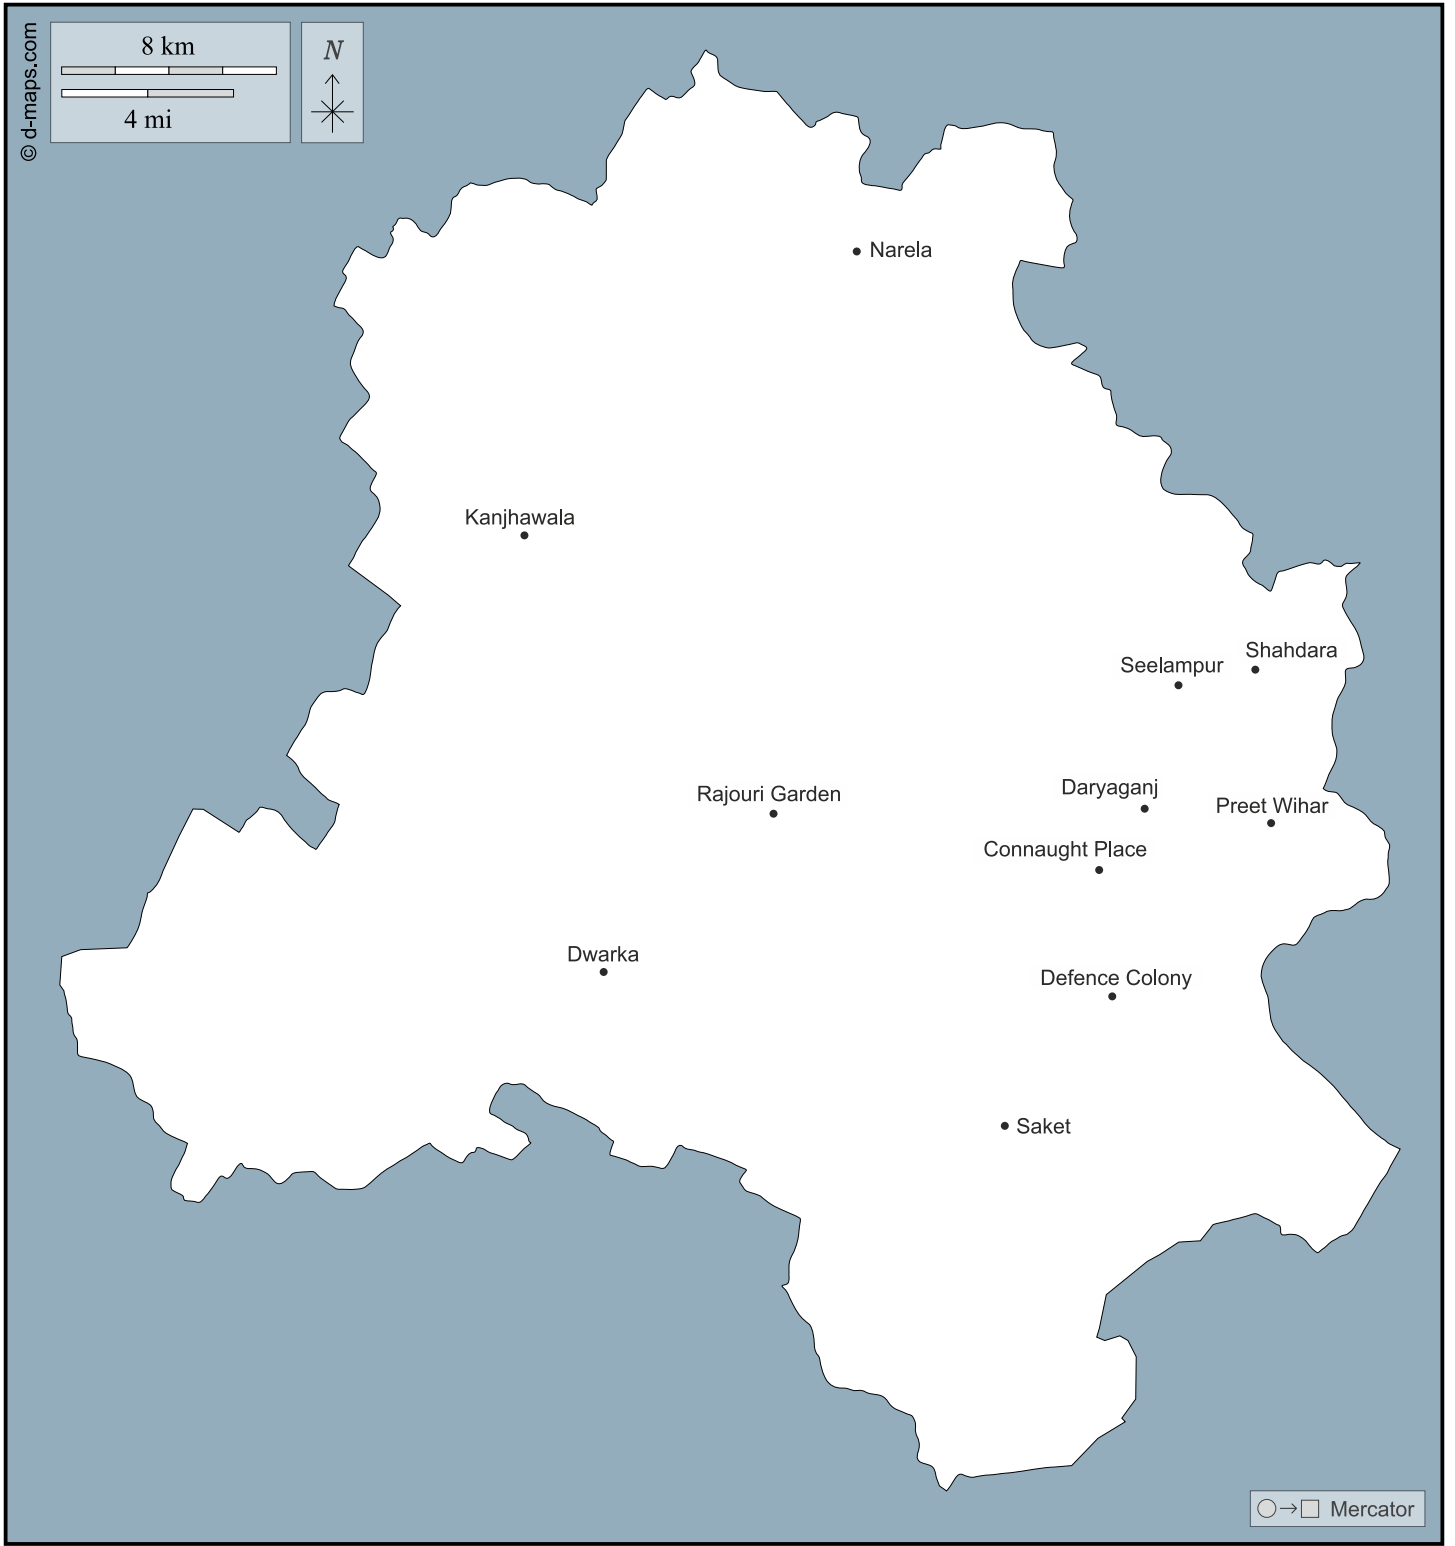 © d-maps.com
8 km
4 mi
N
Narela
Kanjhawala
Shahdara
Seelampur
Daryaganj
Rajouri Garden
Preet Wihar
Connaught Place
Dwarka
Defence Colony
Saket
Mercator